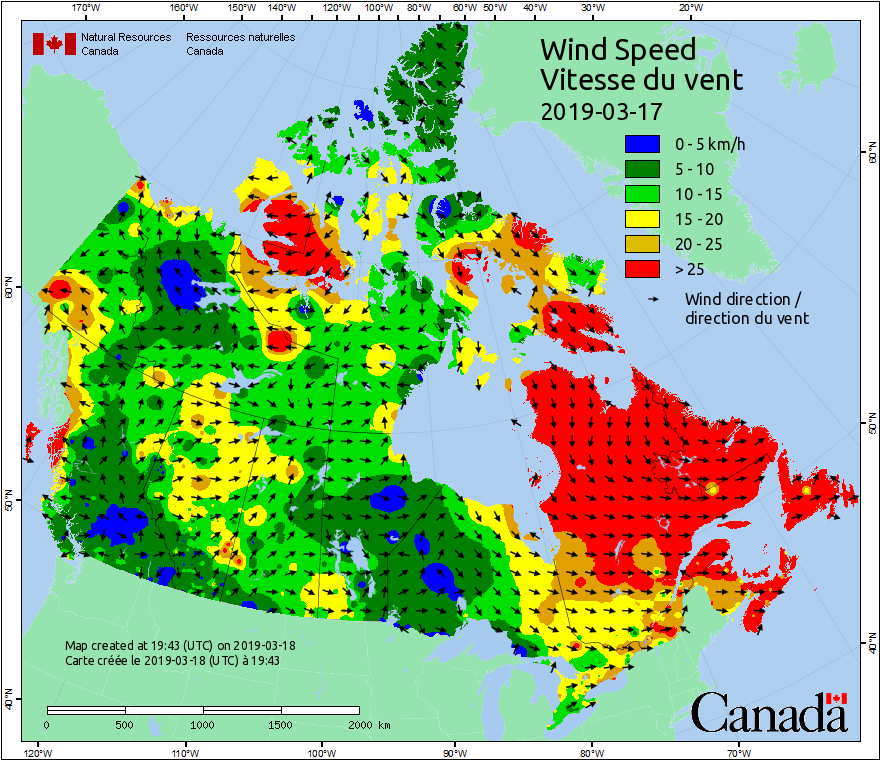 170°W 160°W 150°W 140°W 130°W 120°W 110°W 100°W 90°W 80°W 70°W 60°W 50°W 40°W 30°W 20°W
Natural Resources Ressources naturelles
Canada Canada
Wind Speed
Vitesse du vent
2019-03-17
0 - 5 km/h
5 - 10
10 - 15
15 - 20
20 - 25
> 25
Wind direction /
direction du vent
60°N
60°N
50°N
50°N
40°N
40°N
Map created at 19:43 (UTC) on 2019-03-18
Carte créée le 2019-03-18 (UTC) à 19:43
0 500 1000 1500 2000 km
Canada
120°W 110°W 100°W 90°W 80°W 70°W